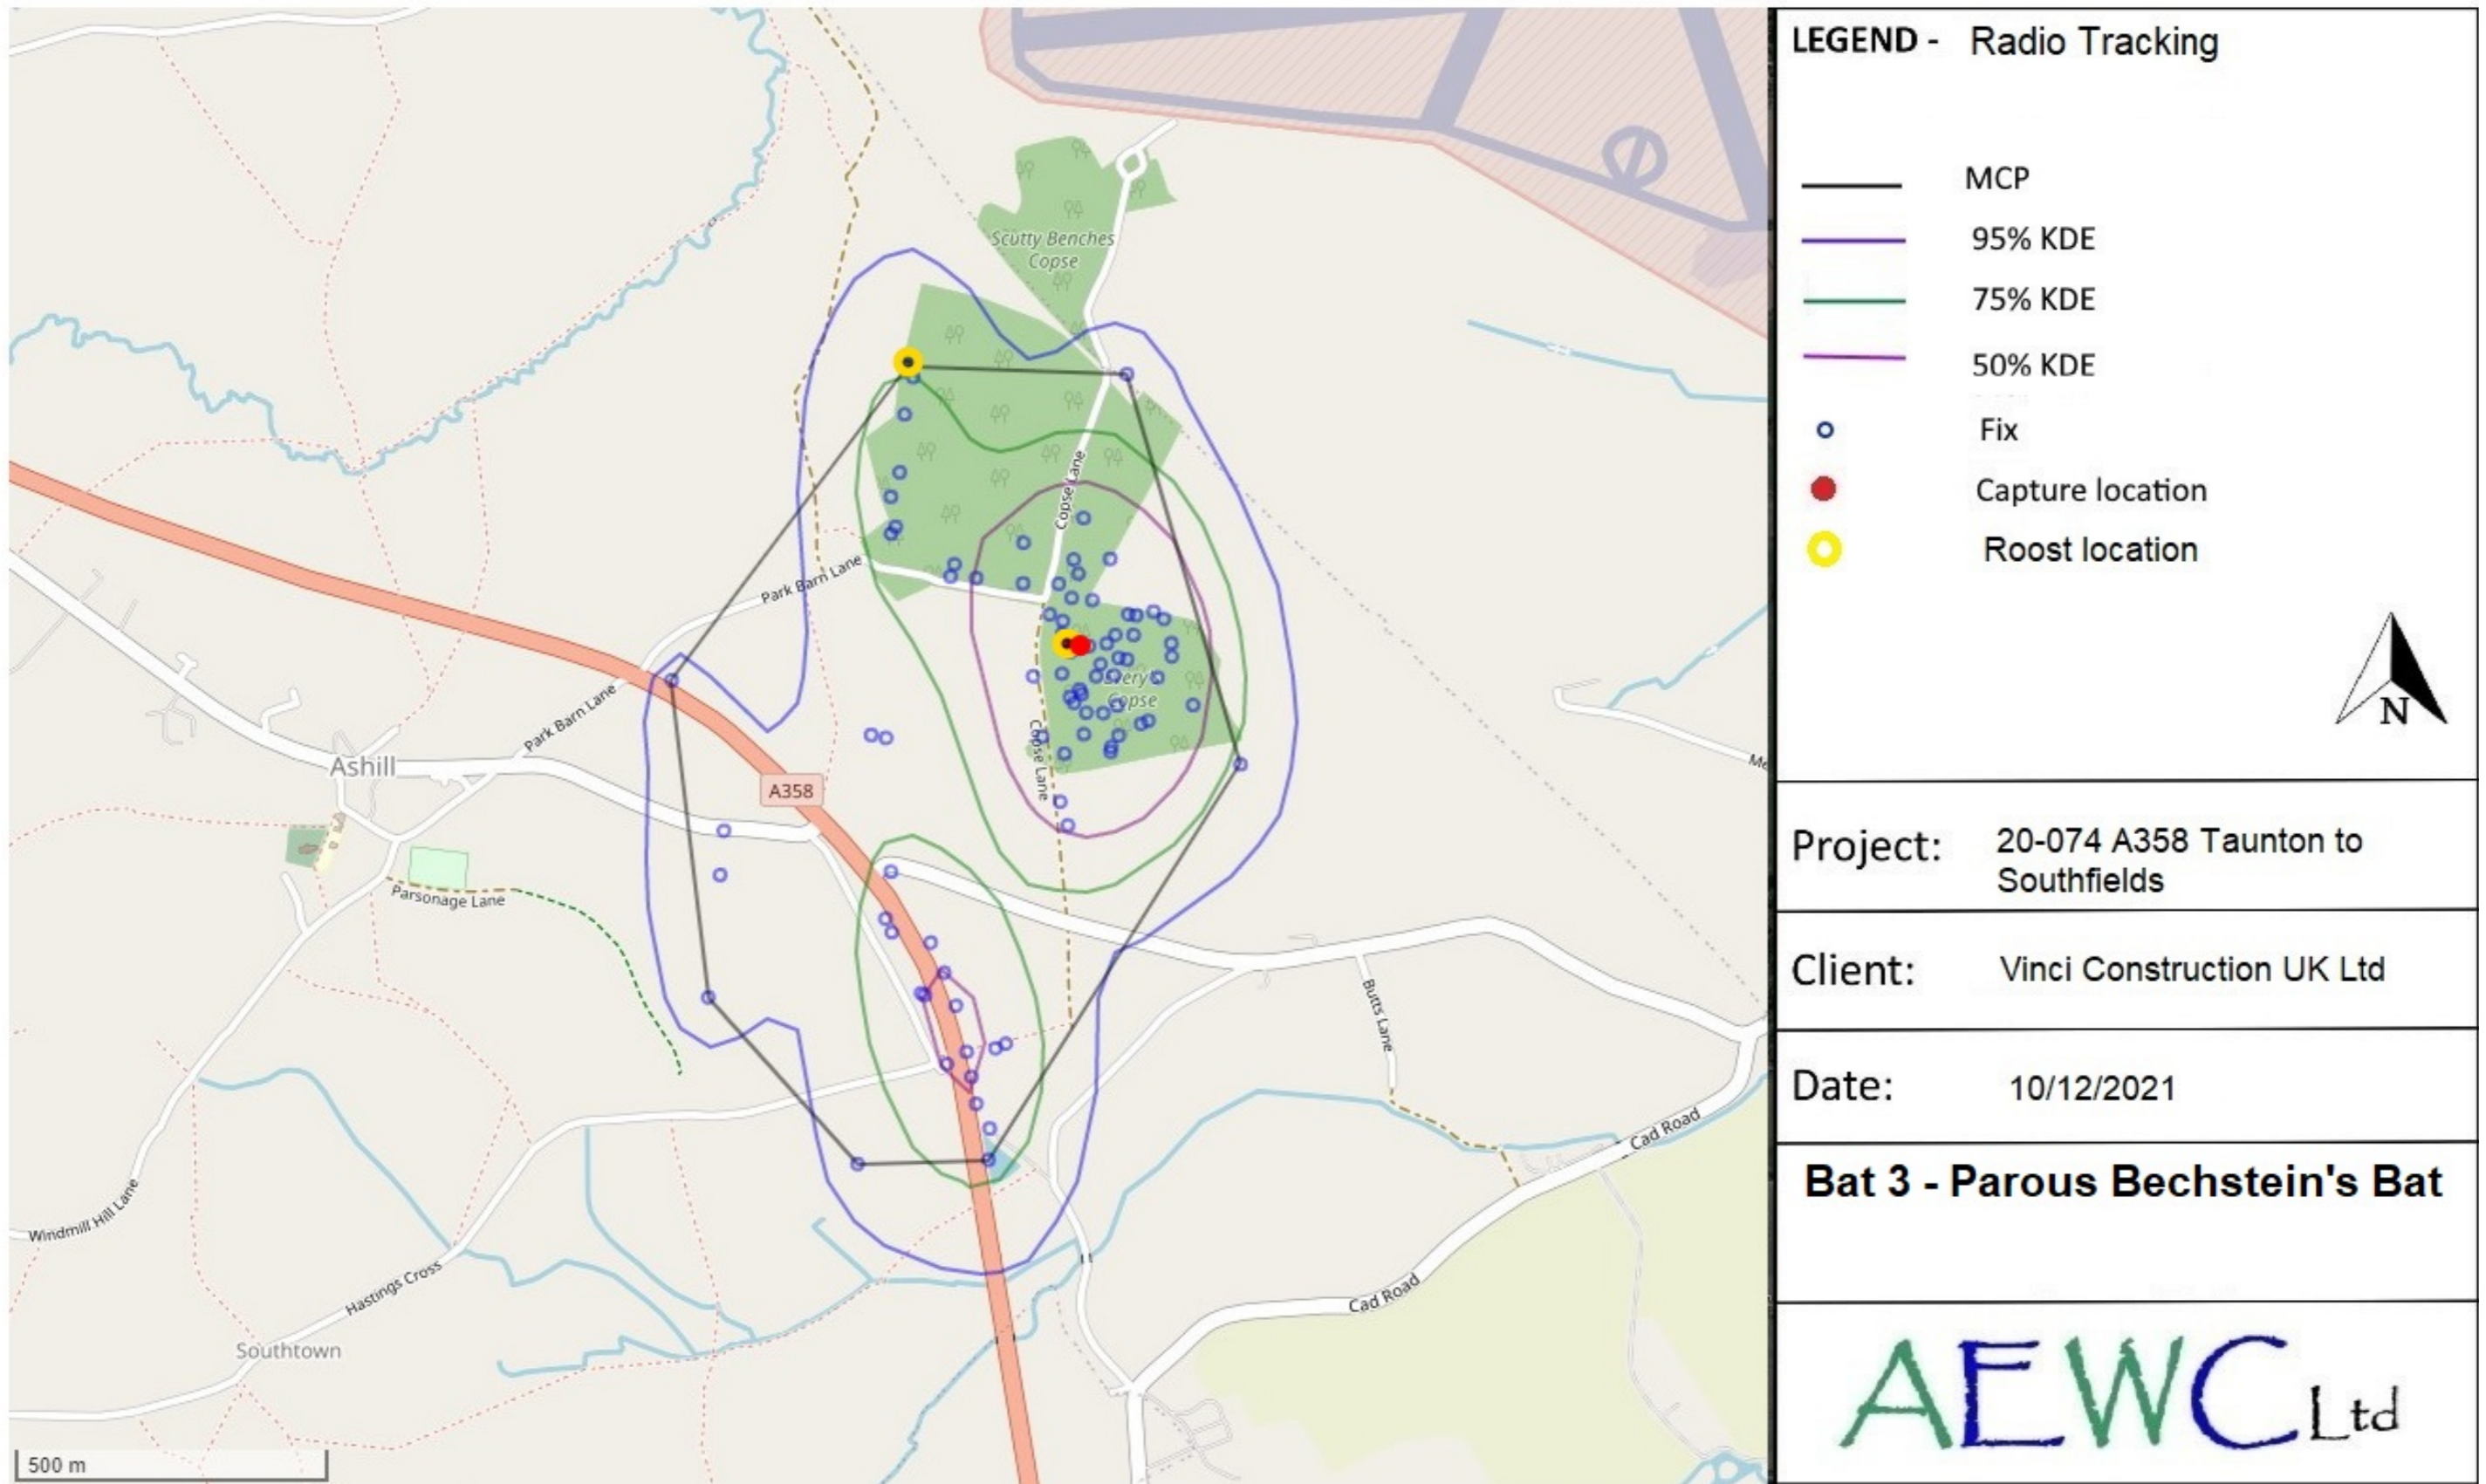 Scutty Benches
Copse
Copse Lane
Park Barn Lane
Every's
Copse
Copse Lane
Park Barn Lane
Ashill
A358
Parsonage Lane
Butts Lane
Cad Road
Windmill Hill Lane
Hastings Cross
Cad Road
Southtown
500 m
LEGEND - Radio Tracking
MCP
95% KDE
75% KDE
50% KDE
Fix
Capture location
Roost location
N
Project: 20-074 A358 Taunton to
Southfields
Client: Vinci Construction UK Ltd
Date: 10/12/2021
Bat 3 - Parous Bechstein's Bat
AEWC Ltd